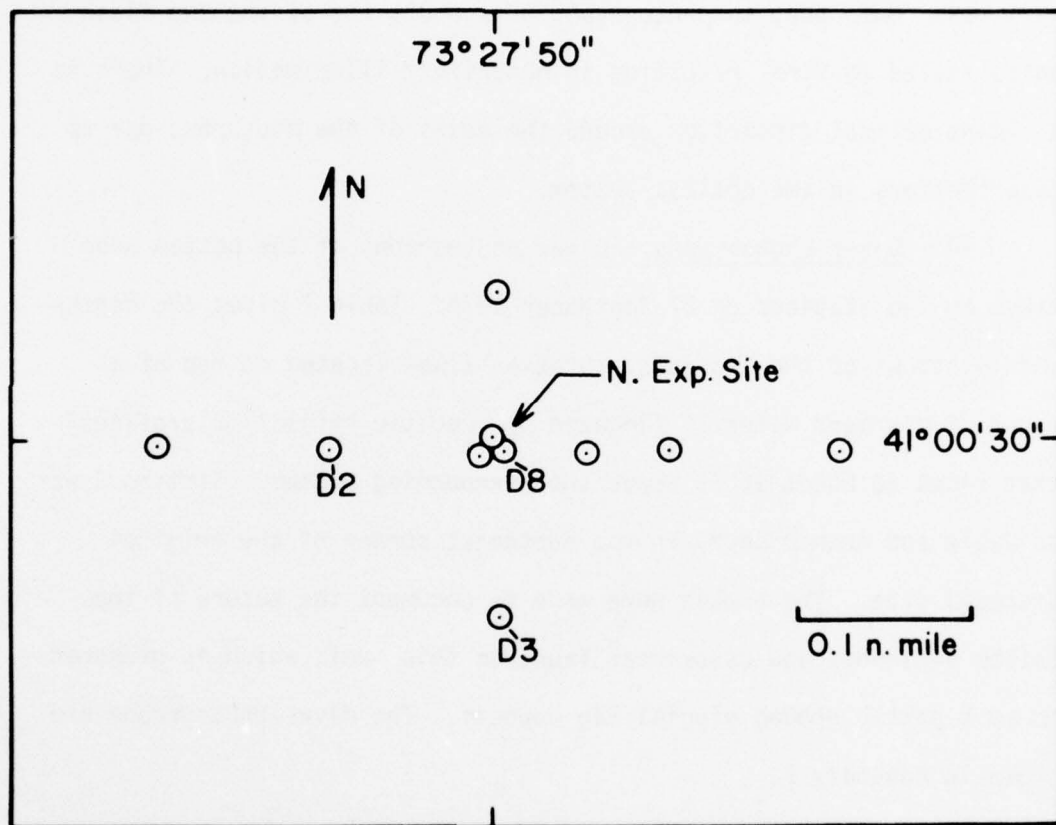 73°27'50"
N
N. Exp. Site
41°00'30"
D2
D8
D3
0.1 n. mile